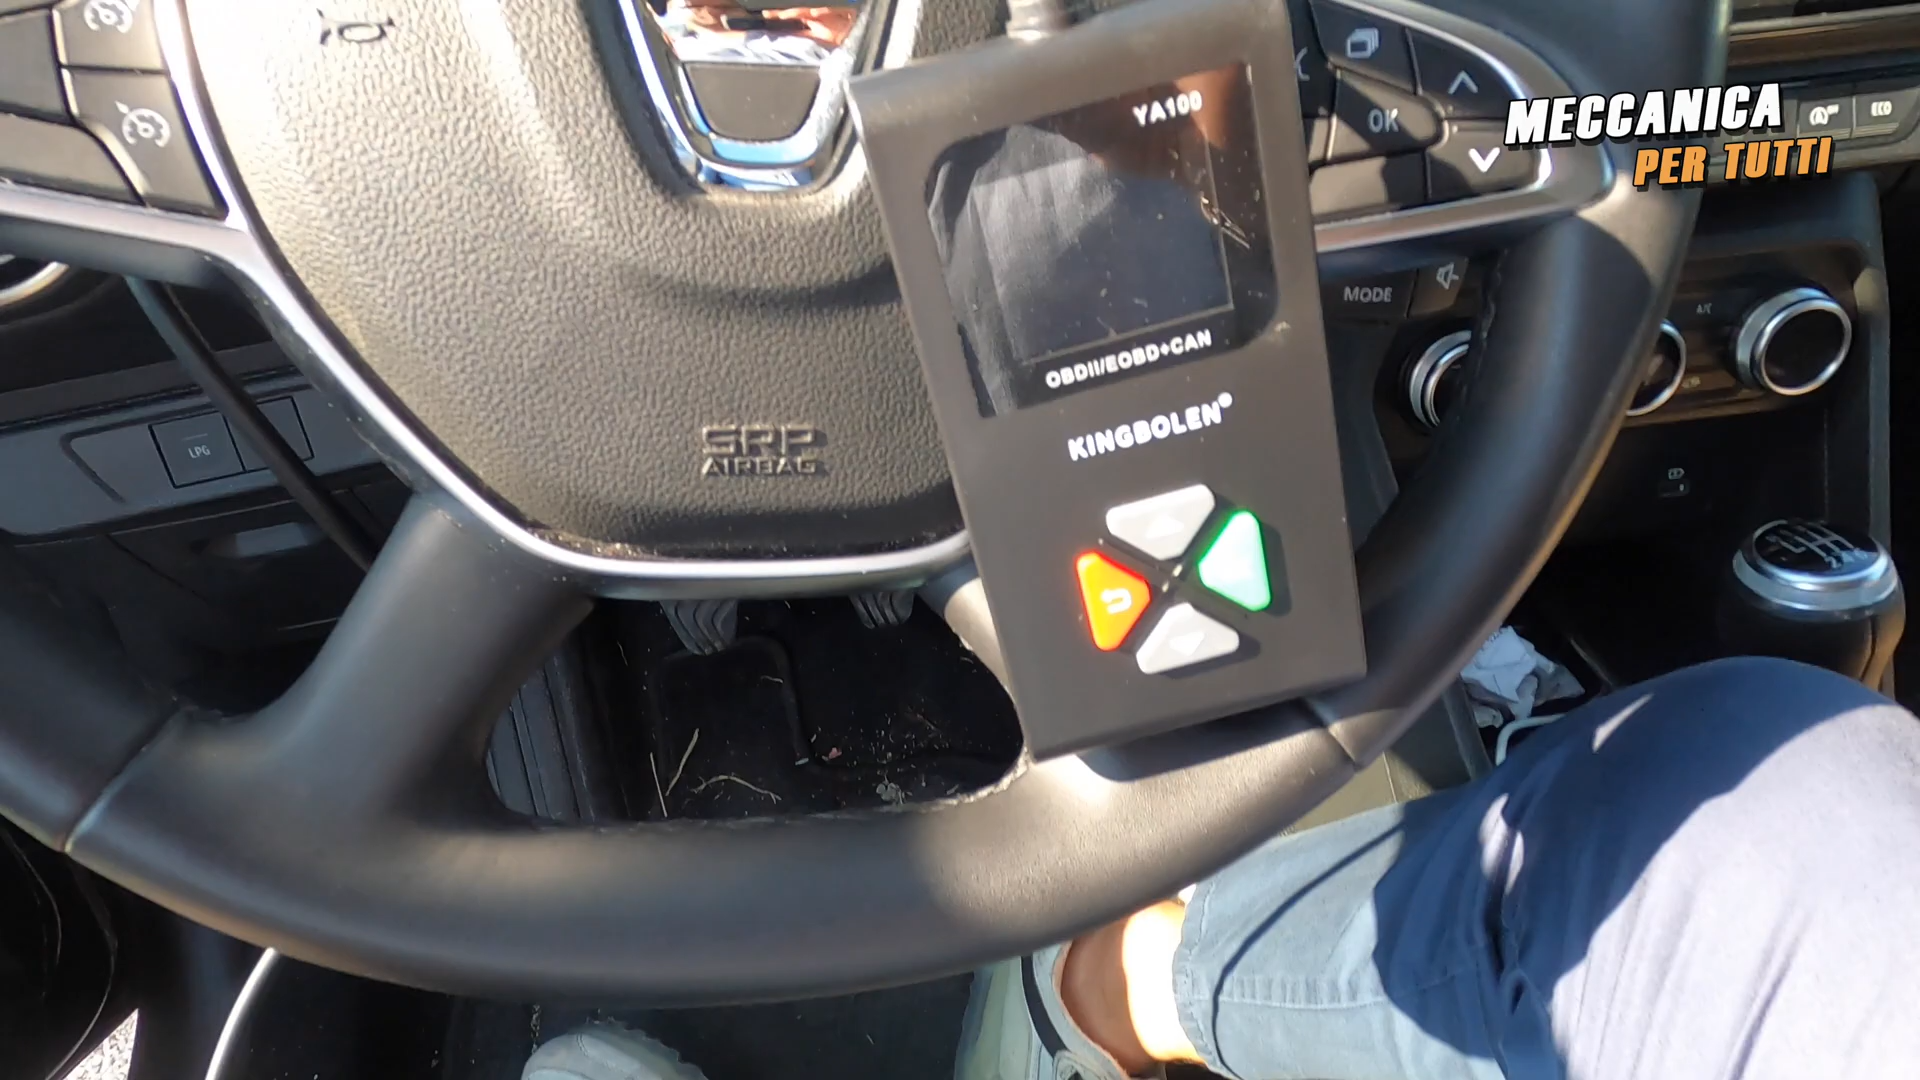 MECCANICA
PER TUTTI
YA100
OBDII/EOBD+CAN
KINGBOLEN®
OK
MODE
A/C
ECO
LPG
SRP
AIRBAG